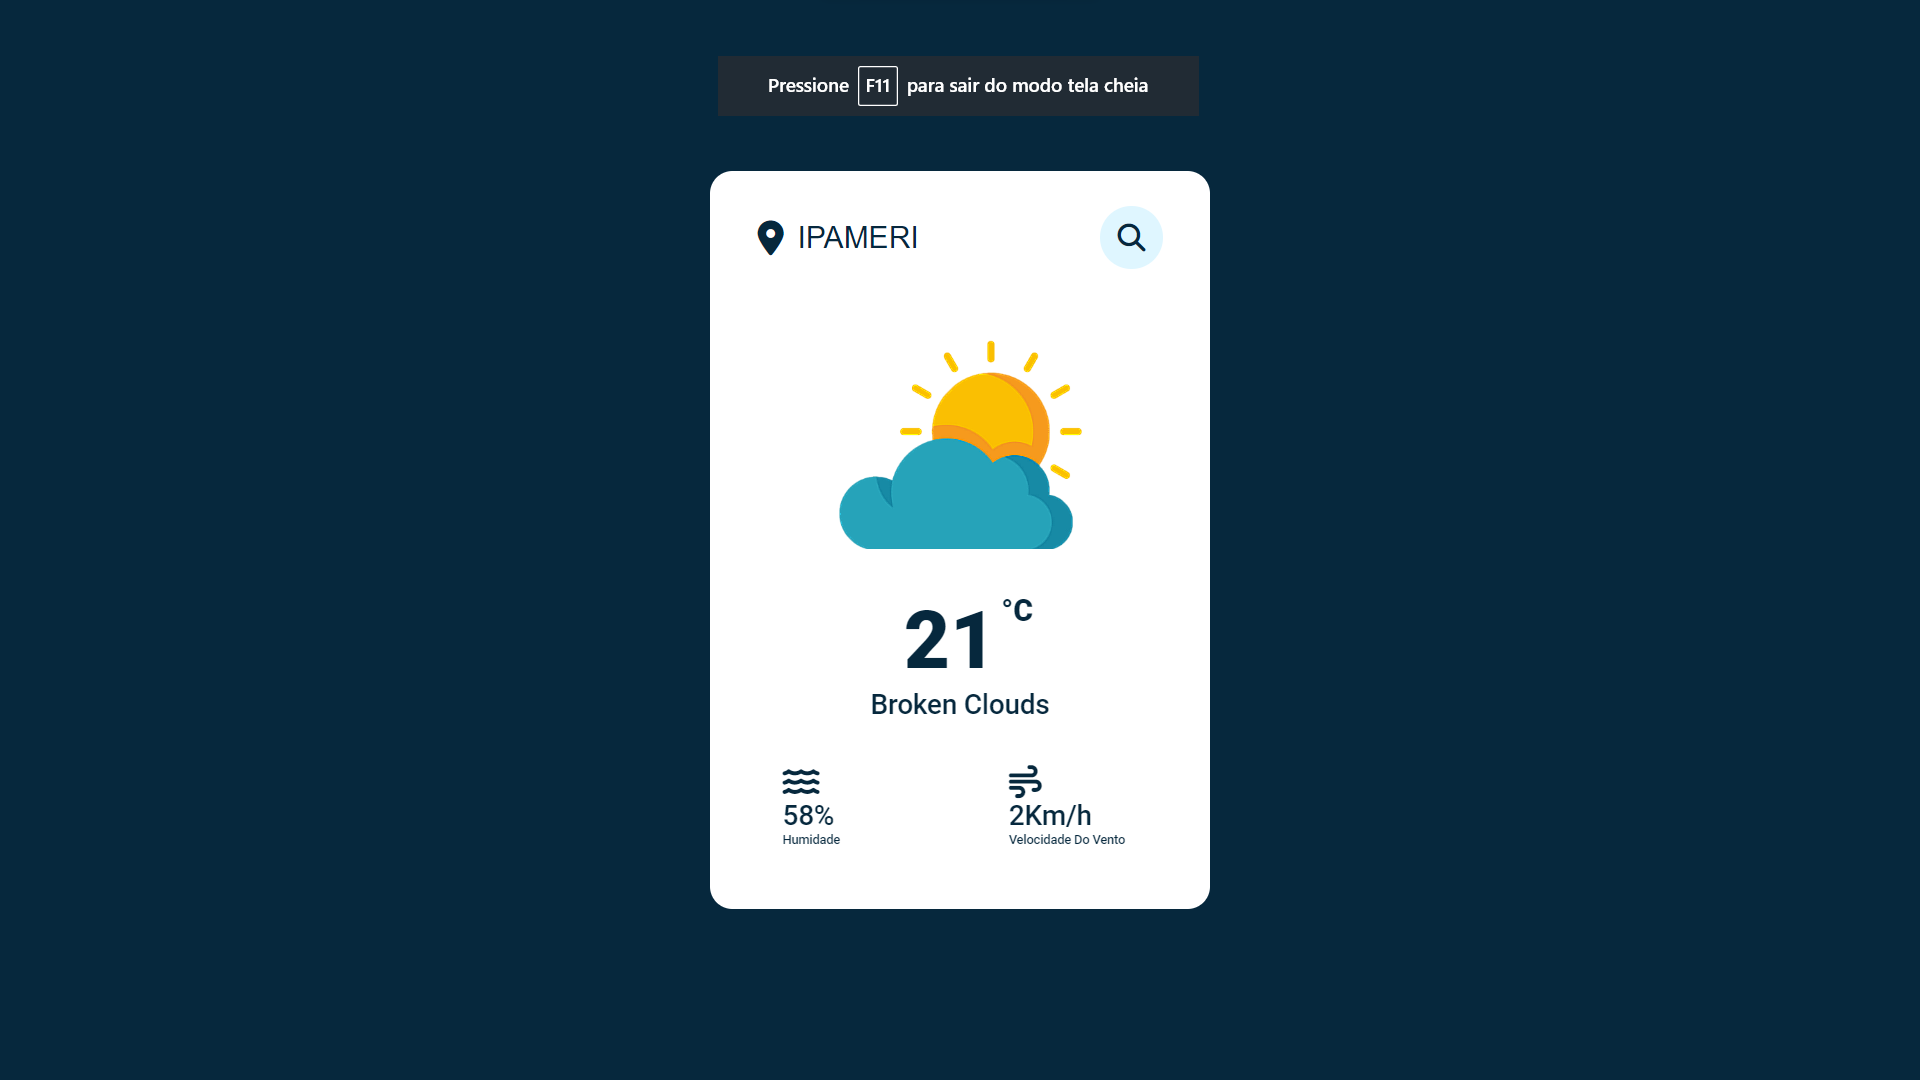 Pressione F11 para sair do modo tela cheia
IPAMERI
21 °C
Broken Clouds
58%
Humidade
2Km/h
Velocidade Do Vento